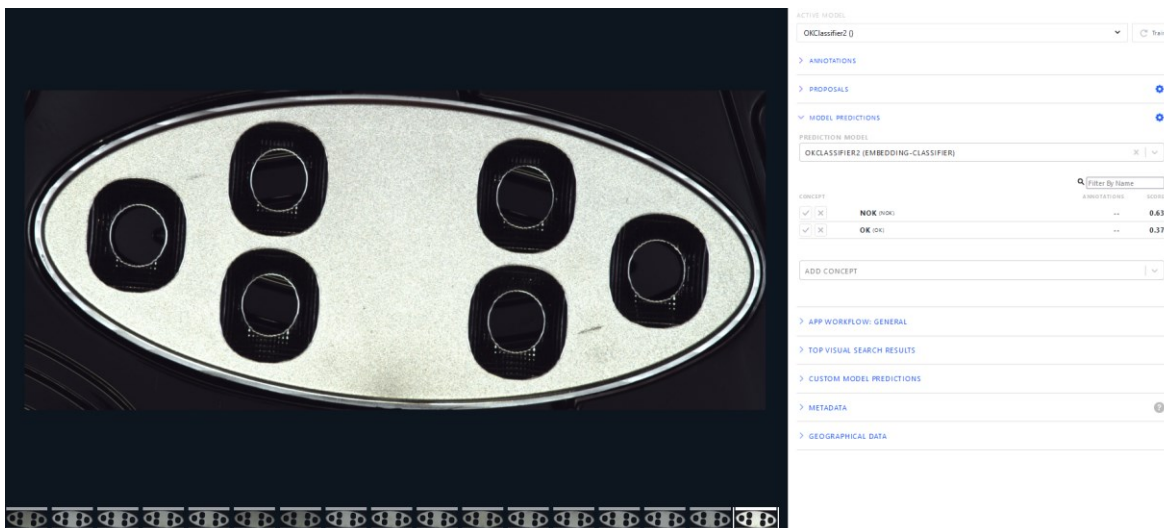 ACTIVE MODEL
OKClassifier2 ()
Train
ANNOTATIONS
PROPOSALS
MODEL PREDICTIONS
PREDICTION MODEL
OKCLASSIFIER2 (EMBEDDING-CLASSIFIER)
Filter By Name
CONCEPT ANNOTATIONS SCORE
NOK (NOK) -- 0.63
OK (OK) -- 0.37
ADD CONCEPT
APP WORKFLOW: GENERAL
TOP VISUAL SEARCH RESULTS
CUSTOM MODEL PREDICTIONS
METADATA
GEOGRAPHICAL DATA